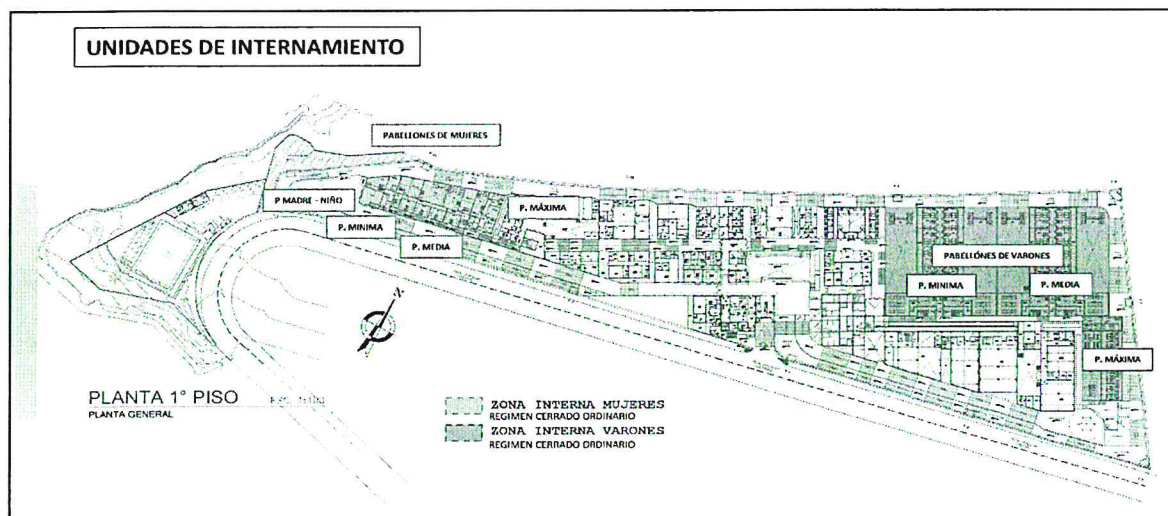 UNIDADES DE INTERNAMIENTO
PABELLONES DE MUJERES
P MADRE - NIÑO
P. MÁXIMA
P. MINIMA
P. MEDIA
PABELLONES DE VARONES
P. MINIMA
P. MEDIA
P. MÁXIMA
PLANTA 1° PISO
PLANTA GENERAL
ZONA INTERNA MUJERES
REGIMEN CERRADO ORDINARIO
ZONA INTERNA VARONES
REGIMEN CERRADO ORDINARIO